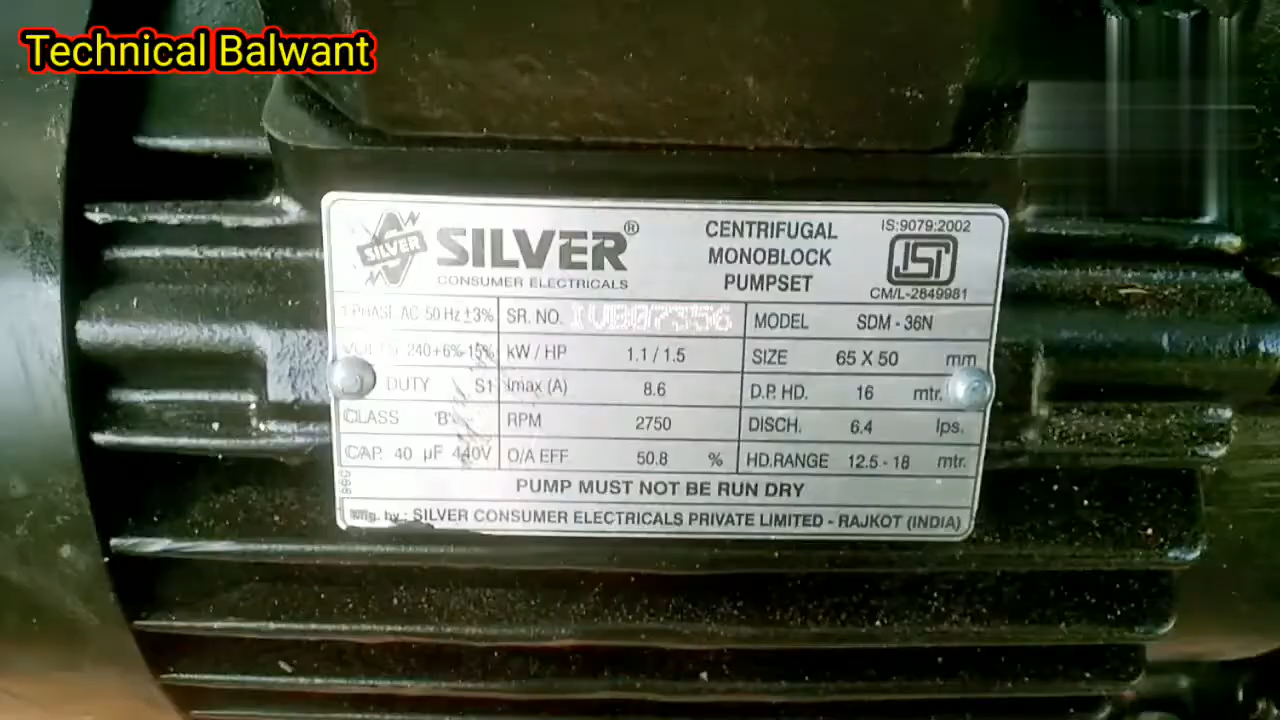 Technical Balwant
SILVER
SILVER®
CONSUMER ELECTRICALS
CENTRIFUGAL
MONOBLOCK
PUMPSET
IS:9079:2002
ISI
CM/L-2849981
1 PHASE AC 50 Hz ±3% SR. NO. MODEL SDM - 36N
VOLTS 240+6%-15% kW / HP 1.1 / 1.5 SIZE 65 X 50 mm
DUTY S1 Imax (A) 8.6 D.P. HD. 16 mtr.
CLASS 'B' RPM 2750 DISCH. 6.4 lps.
CAP. 40 µF 440V O/A EFF 50.8 % HD.RANGE 12.5 - 18 mtr.
PUMP MUST NOT BE RUN DRY
Mfg. by : SILVER CONSUMER ELECTRICALS PRIVATE LIMITED - RAJKOT (INDIA)